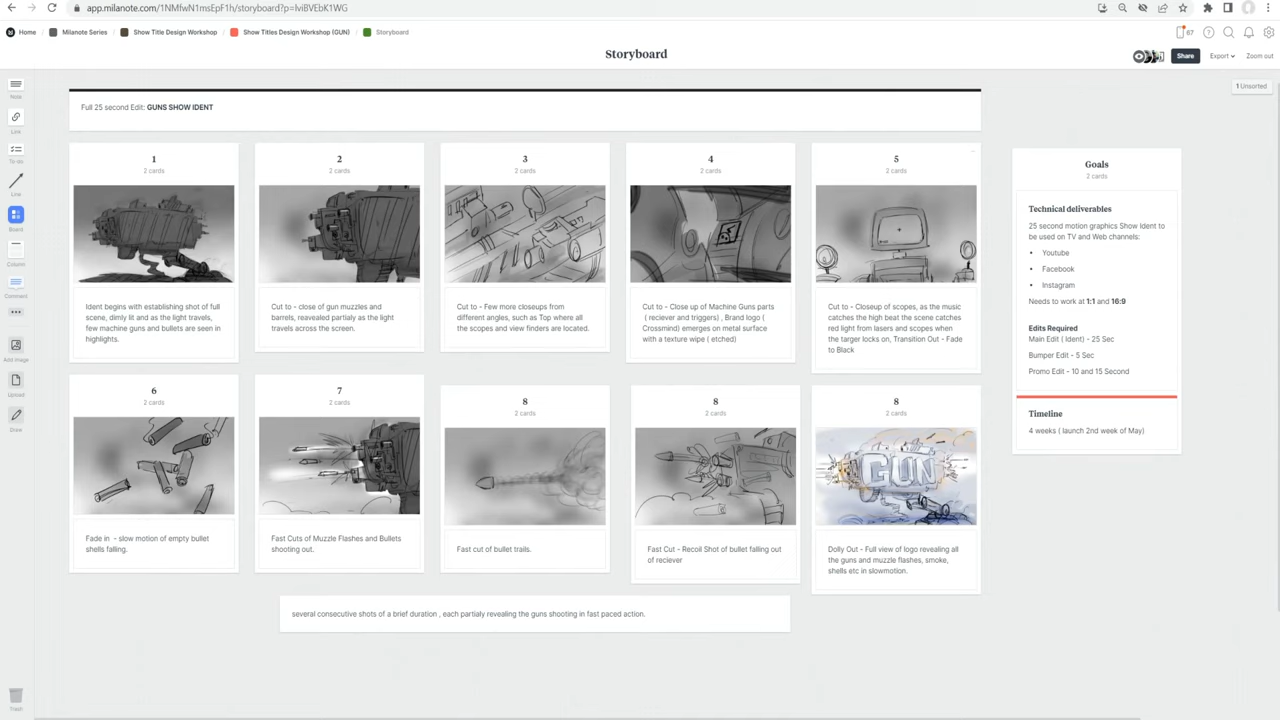 app.milanote.com/1NMfwN1msEpF1h/storyboard?p=lviBVEbK1WG
Home
Milanote Series
Show Title Design Workshop
Show Titles Design Workshop (GUN)
Storyboard
67
Storyboard
Share
Export
Zoom out
Note
Link
To-do
Line
Board
Column
Comment
Add image
Upload
Draw
Trash
1 Unsorted
Full 25 second Edit: GUNS SHOW IDENT
1
2 cards
Ident begins with establishing shot of full
scene, dimly lit and as the light travels,
few machine guns and bullets are seen in
highlights.
2
2 cards
Cut to - close of gun muzzles and
barrels, reavealed partialy as the light
travels across the screen.
3
2 cards
Cut to - Few more closeups from
different angles, such as Top where all
the scopes and view finders are located.
4
2 cards
Cut to - Close up of Machine Guns parts
( reciever and triggers) , Brand logo (
Crossmind) emerges on metal surface
with a texture wipe ( etched)
5
2 cards
Cut to - Closeup of scopes, as the music
catches the high beat the scene catches
red light from lasers and scopes when
the targer locks on, Transition Out - Fade
to Black
6
2 cards
Fade in - slow motion of empty bullet
shells falling.
7
2 cards
Fast Cuts of Muzzle Flashes and Bullets
shooting out.
8
2 cards
Fast cut of bullet trails.
8
2 cards
Fast Cut - Recoil Shot of bullet falling out
of reciever
8
2 cards
GUN
Dolly Out - Full view of logo revealing all
the guns and muzzle flashes, smoke,
shells etc in slowmotion.
several consecutive shots of a brief duration , each partialy revealing the guns shooting in fast paced action.
Goals
2 cards
Technical deliverables
25 second motion graphics Show Ident to
be used on TV and Web channels:
• Youtube
• Facebook
• Instagram
Needs to work at 1:1 and 16:9
Edits Required
Main Edit ( Ident) - 25 Sec
Bumper Edit - 5 Sec
Promo Edit - 10 and 15 Second
Timeline
4 weeks ( launch 2nd week of May)